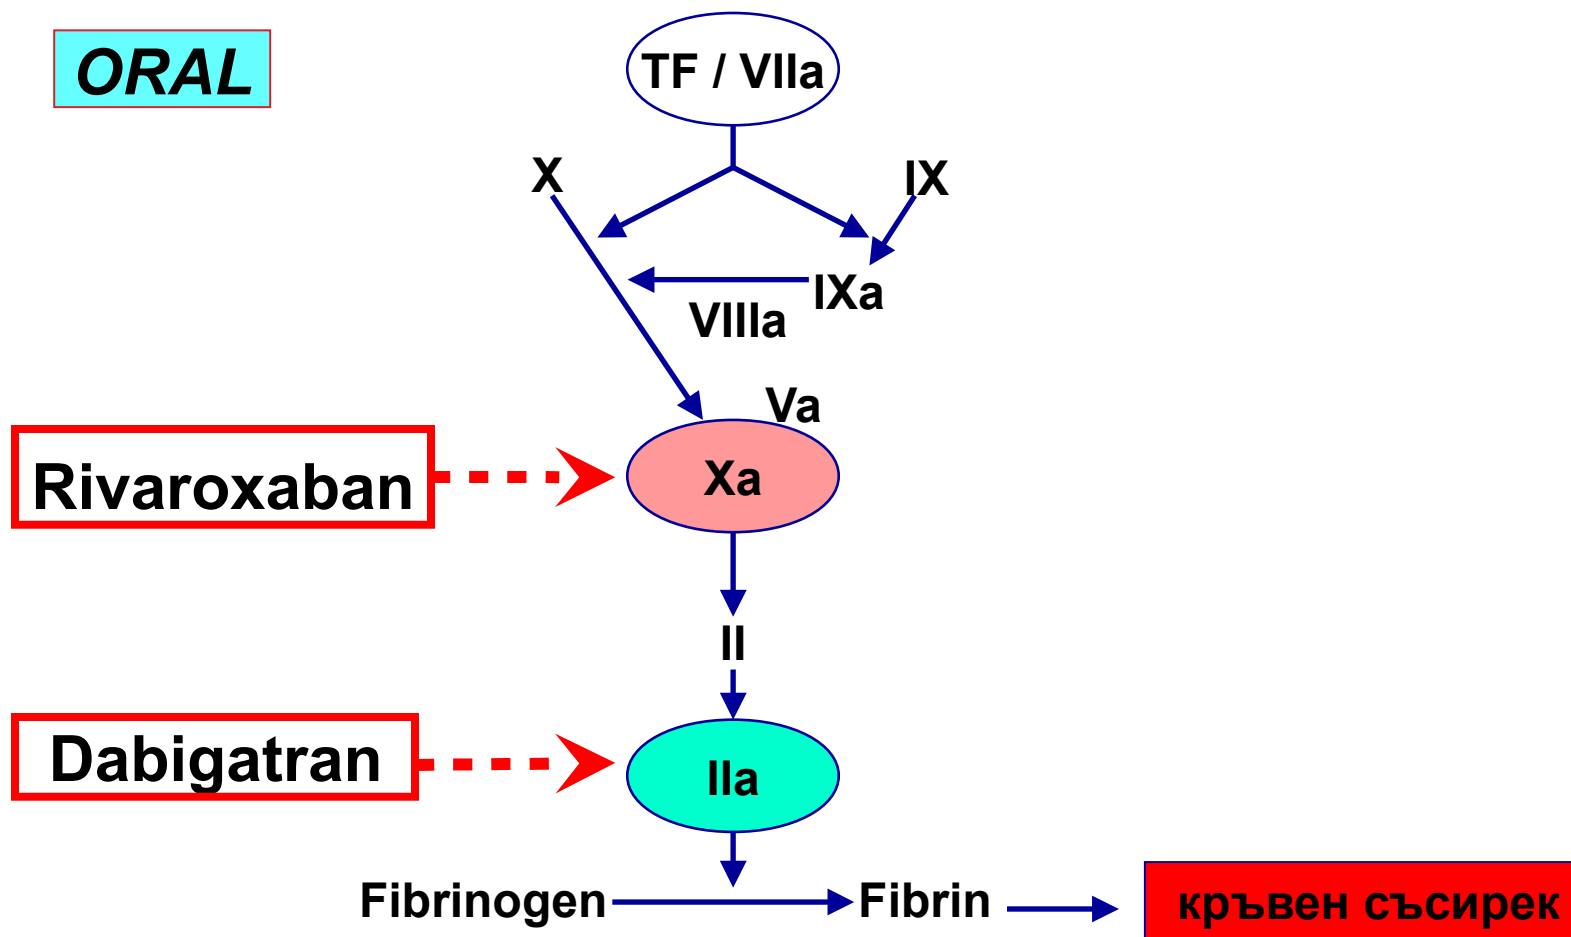 ORAL
TF / VIIa
X
IX
IXa
VIIIa
Va
Rivaroxaban
Xa
II
Dabigatran
IIa
Fibrinogen
Fibrin
кръвен съсирек